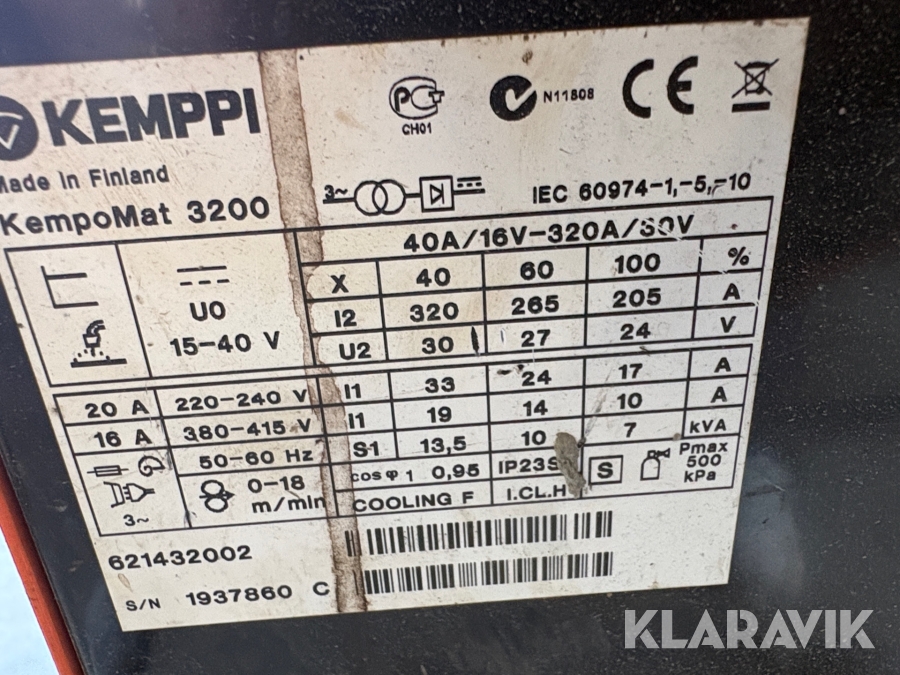 KEMPPI
CH01
N11808
CE
Made in Finland
KempoMat 3200
3~
IEC 60974-1,-5,-10
40A/16V-320A/30V
U0
15-40 V
X 40 60 100 %
I2 320 265 205 A
U2 30 27 24 V
20 A 220-240 V I1 33 24 17 A
16 A 380-415 V I1 19 14 10 A
50-60 Hz S1 13,5 10 7 kVA
3~
0-18 m/min
cos φ 1 0,95 IP23S S Pmax 500 kPa
COOLING F I.CL.H
621432002
S/N 1937860 C
KLARAVIK